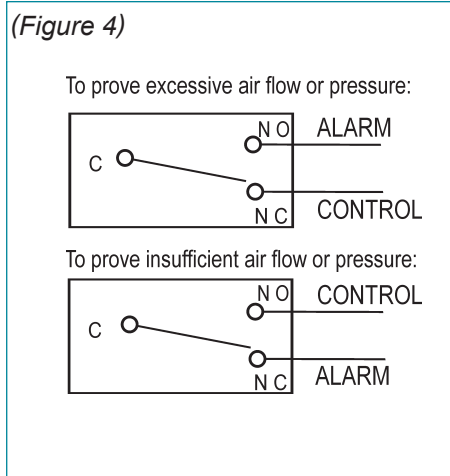 (Figure 4)
To prove excessive air flow or pressure:
N O ALARM
C
N C CONTROL
To prove insufficient air flow or pressure:
N O CONTROL
C
N C ALARM